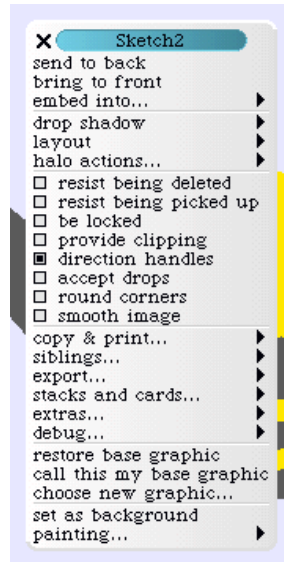 Sketch2
send to back
bring to front
embed into...
drop shadow
layout
halo actions...
resist being deleted
resist being picked up
be locked
provide clipping
direction handles
accept drops
round corners
smooth image
copy & print...
siblings...
export...
stacks and cards...
extras...
debug...
restore base graphic
call this my base graphic
choose new graphic...
set as background
painting...